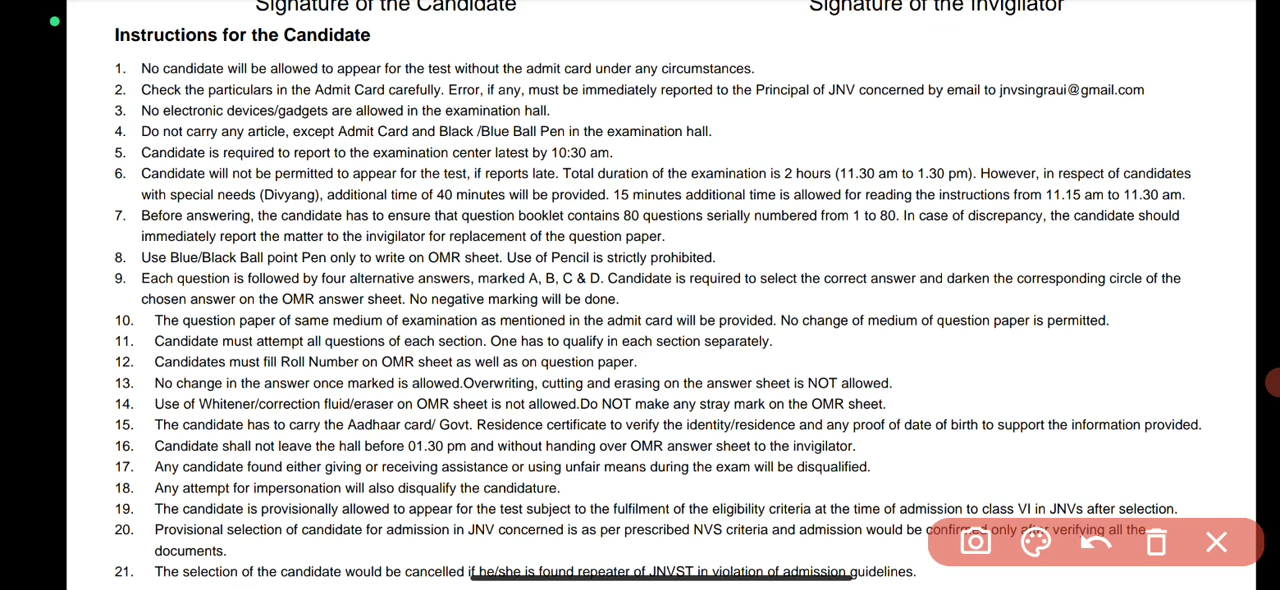 Signature of the Candidate Signature of the Invigilator
Instructions for the Candidate
1. No candidate will be allowed to appear for the test without the admit card under any circumstances.
2. Check the particulars in the Admit Card carefully. Error, if any, must be immediately reported to the Principal of JNV concerned by email to jnvsingraui@gmail.com
3. No electronic devices/gadgets are allowed in the examination hall.
4. Do not carry any article, except Admit Card and Black /Blue Ball Pen in the examination hall.
5. Candidate is required to report to the examination center latest by 10:30 am.
6. Candidate will not be permitted to appear for the test, if reports late. Total duration of the examination is 2 hours (11.30 am to 1.30 pm). However, in respect of candidates
with special needs (Divyang), additional time of 40 minutes will be provided. 15 minutes additional time is allowed for reading the instructions from 11.15 am to 11.30 am.
7. Before answering, the candidate has to ensure that question booklet contains 80 questions serially numbered from 1 to 80. In case of discrepancy, the candidate should
immediately report the matter to the invigilator for replacement of the question paper.
8. Use Blue/Black Ball point Pen only to write on OMR sheet. Use of Pencil is strictly prohibited.
9. Each question is followed by four alternative answers, marked A, B, C & D. Candidate is required to select the correct answer and darken the corresponding circle of the
chosen answer on the OMR answer sheet. No negative marking will be done.
10. The question paper of same medium of examination as mentioned in the admit card will be provided. No change of medium of question paper is permitted.
11. Candidate must attempt all questions of each section. One has to qualify in each section separately.
12. Candidates must fill Roll Number on OMR sheet as well as on question paper.
13. No change in the answer once marked is allowed.Overwriting, cutting and erasing on the answer sheet is NOT allowed.
14. Use of Whitener/correction fluid/eraser on OMR sheet is not allowed.Do NOT make any stray mark on the OMR sheet.
15. The candidate has to carry the Aadhaar card/ Govt. Residence certificate to verify the identity/residence and any proof of date of birth to support the information provided.
16. Candidate shall not leave the hall before 01.30 pm and without handing over OMR answer sheet to the invigilator.
17. Any candidate found either giving or receiving assistance or using unfair means during the exam will be disqualified.
18. Any attempt for impersonation will also disqualify the candidature.
19. The candidate is provisionally allowed to appear for the test subject to the fulfilment of the eligibility criteria at the time of admission to class VI in JNVs after selection.
20. Provisional selection of candidate for admission in JNV concerned is as per prescribed NVS criteria and admission would be confirmed only after verifying all the
documents.
21. The selection of the candidate would be cancelled if he/she is found repeater of JNVST in violation of admission guidelines.